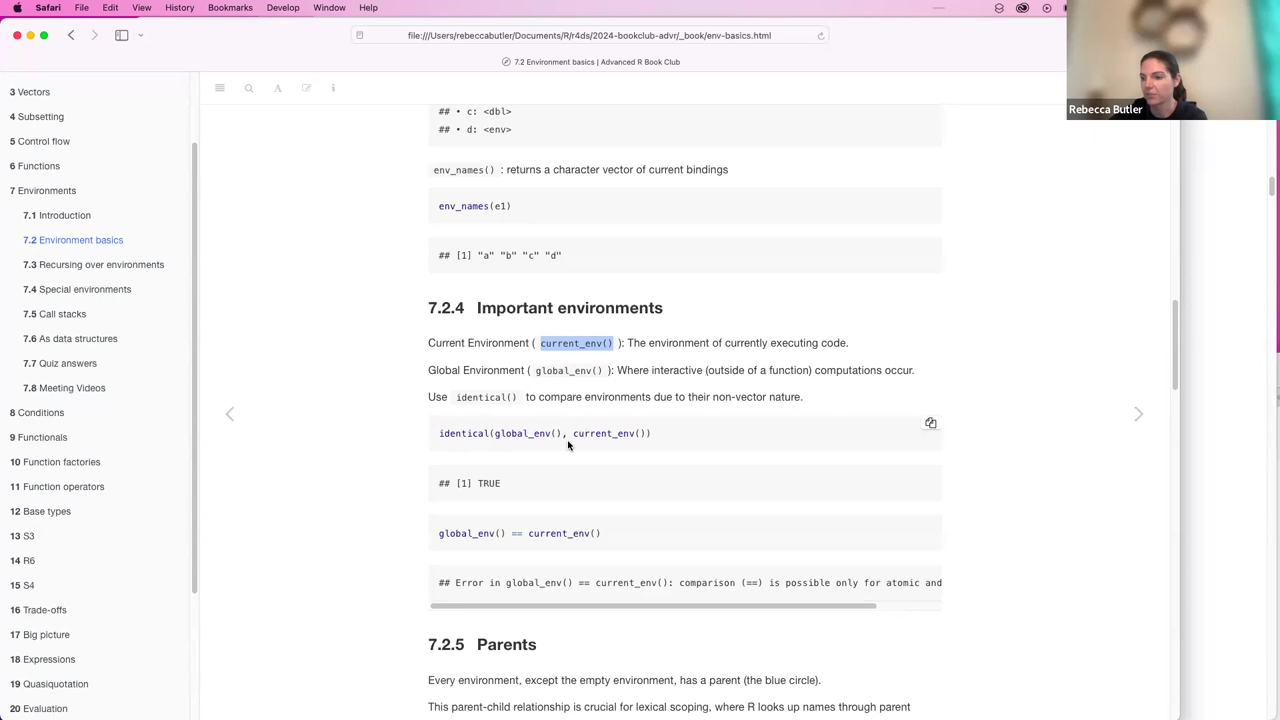 Safari File Edit View History Bookmarks Develop Window Help
file:///Users/rebeccabutler/Documents/R/r4ds/2024-bookclub-advr/_book/env-basics.html
7.2 Environment basics | Advanced R Book Club
Rebecca Butler
3 Vectors
4 Subsetting
5 Control flow
6 Functions
7 Environments
7.1 Introduction
7.2 Environment basics
7.3 Recursing over environments
7.4 Special environments
7.5 Call stacks
7.6 As data structures
7.7 Quiz answers
7.8 Meeting Videos
8 Conditions
9 Functionals
10 Function factories
11 Function operators
12 Base types
13 S3
14 R6
15 S4
16 Trade-offs
17 Big picture
18 Expressions
19 Quasiquotation
20 Evaluation
## • c: <dbl>
## • d: <env>
env_names() : returns a character vector of current bindings
env_names(e1)
## [1] "a" "b" "c" "d"
7.2.4 Important environments
Current Environment ( current_env() ): The environment of currently executing code.
Global Environment ( global_env() ): Where interactive (outside of a function) computations occur.
Use identical() to compare environments due to their non-vector nature.
identical(global_env(), current_env())
## [1] TRUE
global_env() == current_env()
## Error in global_env() == current_env(): comparison (==) is possible only for atomic and
7.2.5 Parents
Every environment, except the empty environment, has a parent (the blue circle).
This parent-child relationship is crucial for lexical scoping, where R looks up names through parent